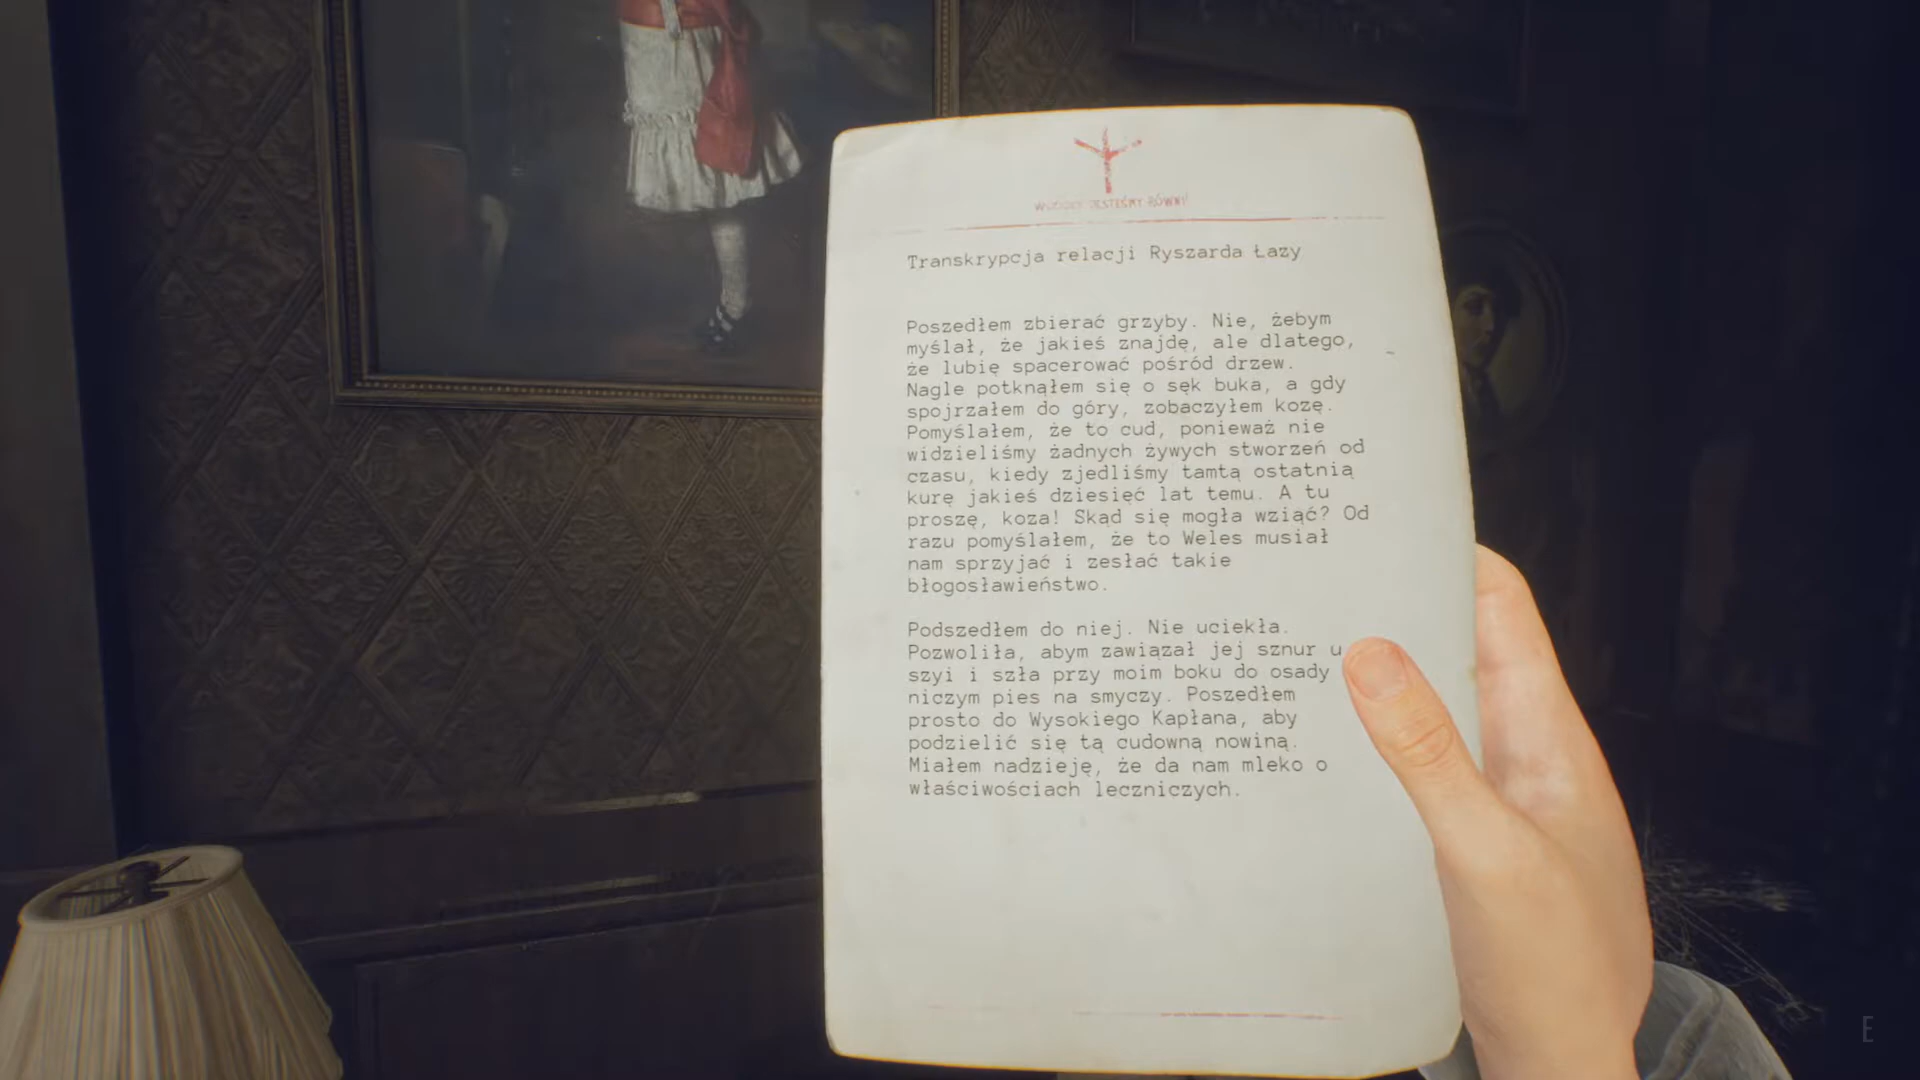 JESTEŚMY RÓWNI
Transkrypcja relacji Ryszarda Łazy
Poszedłem zbierać grzyby. Nie, żebym
myślał, że jakieś znajdę, ale dlatego,
że lubię spacerować pośród drzew.
Nagle potknąłem się o sęk buka, a gdy
spojrzałem do góry, zobaczyłem kozę.
Pomyślałem, że to cud, ponieważ nie
widzieliśmy żadnych żywych stworzeń od
czasu, kiedy zjedliśmy tamtą ostatnią
kurę jakieś dziesięć lat temu. A tu
proszę, koza! Skąd się mogła wziąć? Od
razu pomyślałem, że to Weles musiał
nam sprzyjać i zesłać takie
błogosławieństwo.
Podszedłem do niej. Nie uciekła.
Pozwoliła, abym zawiązał jej sznur u
szyi i szła przy moim boku do osady
niczym pies na smyczy. Poszedłem
prosto do Wysokiego Kapłana, aby
podzielić się tą cudowną nowiną.
Miałem nadzieję, że da nam mleko o
właściwościach leczniczych.
E